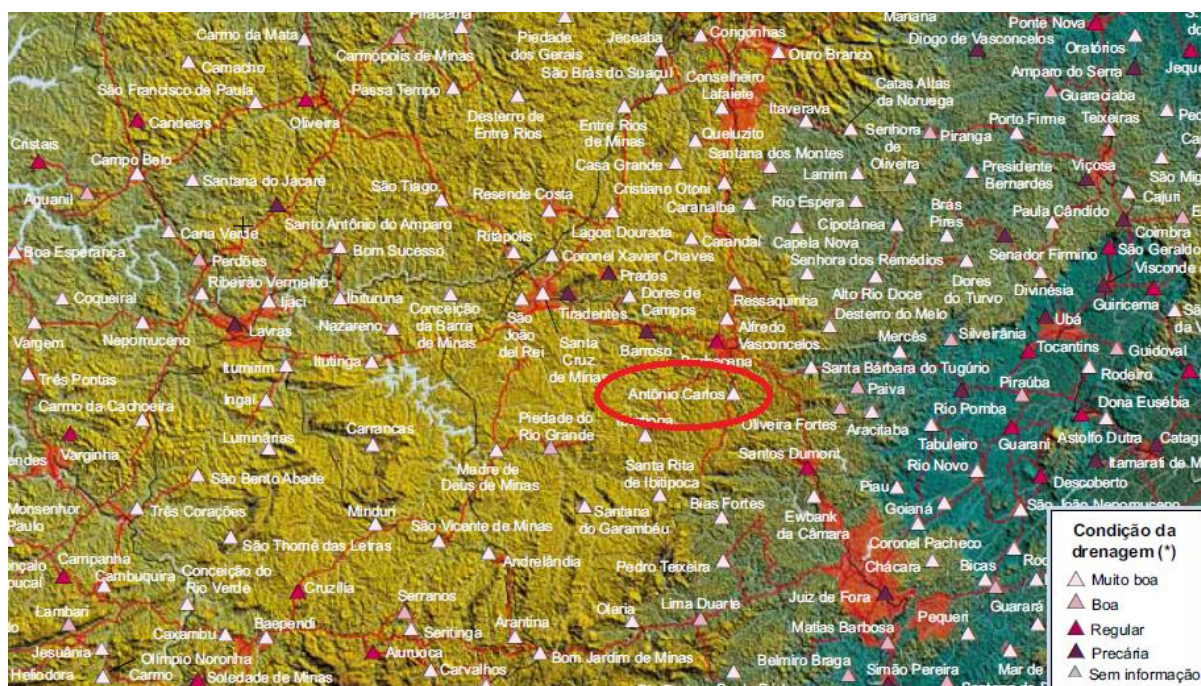 Carmo da Mata
Piracema
Piedade
dos Gerais
Jeceaba
Congonhas
Mariana
Diogo de Vasconcelos
Ponte Nova
Camacho
Carmópolis de Minas
São Brás do Suaçuí
Ouro Branco
Oratórios
Amparo do Serra
São Francisco de Paula
Passa Tempo
Conselheiro
Lafaiete
Catas Altas
da Noruega
Guaraciaba
Candeias
Oliveira
Desterro de
Entre Rios
Entre Rios
de Minas
Itaverava
Queluzito
Senhora
de
Oliveira
Piranga
Porto Firme
Teixeiras
Cristais
Campo Belo
Casa Grande
Santana dos Montes
Viçosa
Aguanil
Santana do Jacaré
São Tiago
Resende Costa
Cristiano Otoni
Lamim
Presidente
Bernardes
Cajuri
Santo Antônio do Amparo
Caranaíba
Rio Espera
Brás
Pires
Paula Cândido
Coimbra
Cana Verde
Ritápolis
Lagoa Dourada
Cipotânea
Capela Nova
Boa Esperança
Perdões
Bom Sucesso
Coronel Xavier Chaves
Carandaí
Senhora dos Remédios
Senador Firmino
São Geraldo
Visconde
Coqueiral
Ribeirão Vermelho
Ijaci
Ibituruna
Conceição
da Barra
de Minas
Prados
Dores de
Campos
Ressaquinha
Alto Rio Doce
Dores
do Turvo
Divinésia
Guiricema
Lavras
Nazareno
São
João
del Rei
Tiradentes
Desterro do Melo
Ubá
Vargem
Nepomuceno
Santa
Cruz
de Minas
Barroso
Alfredo
Vasconcelos
Barbacena
Mercês
Silveirânia
Tocantins
Guidoval
Itumirim
Itutinga
Três Pontas
Santa Bárbara do Tugúrio
Rodeiro
Ingaí
Antônio Carlos
Paiva
Piraúba
Carmo da Cachoeira
Rio Pomba
Dona Eusébia
Luminárias
Carrancas
Piedade do
Rio Grande
Ibertioga
Oliveira Fortes
Aracitaba
Tabuleiro
Guarani
Astolfo Dutra
Varginha
Madre de
Deus de Minas
Santos Dumont
Rio Novo
Itamarati de M
São Bento Abade
Santa Rita
de Ibitipoca
Piau
Descoberto
Monsenhor
Paulo
Três Corações
Minduri
Santana
do Garambéu
Bias Fortes
Goianá
São João Nepomuceno
São Vicente de Minas
Ewbank
da Câmara
São Thomé das Letras
Coronel Pacheco
Campanha
Cambuquira
Conceição do
Rio Verde
Andrelândia
Pedro Teixeira
Chácara
Bicas
Cruzília
Serranos
Juiz de Fora
Lambari
Olaria
Lima Duarte
Guarará
Pequeri
Caxambu
Baependi
Seritinga
Arantina
Matias Barbosa
Jesuânia
Olímpio Noronha
Aiuruoca
Bom Jardim de Minas
Heliodora
Carmo
Soledade de Minas
Carvalhos
Belmiro Braga
Simão Pereira
Mar de
Condição da
drenagem (*)
Muito boa
Boa
Regular
Precária
Sem informação